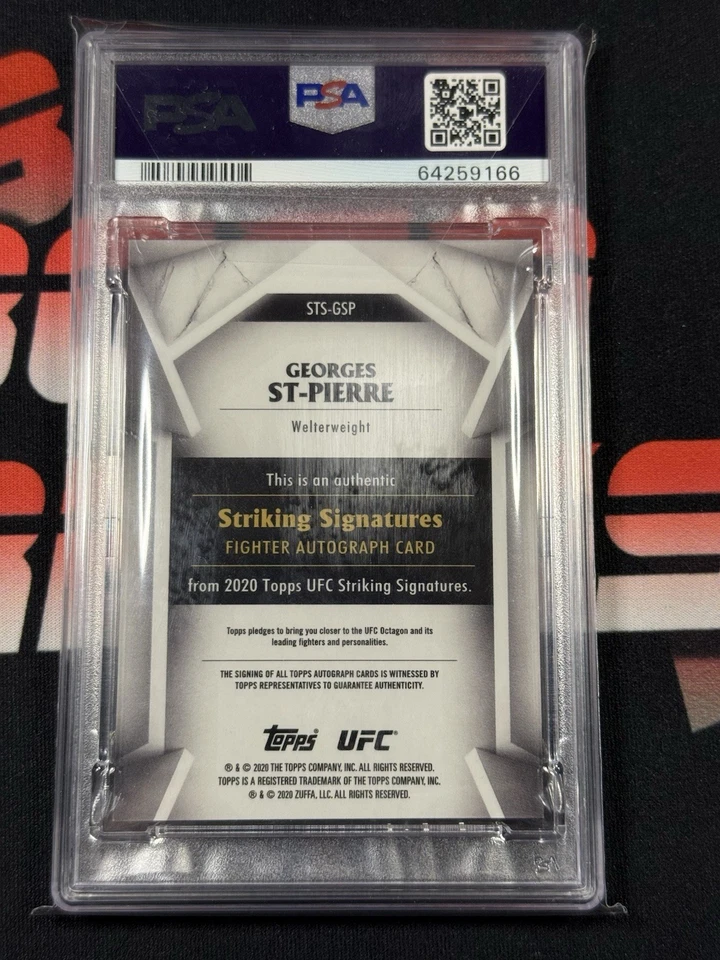 PSA
PSA
64259166
STS-GSP
GEORGES
ST-PIERRE
Welterweight
This is an authentic
Striking Signatures
FIGHTER AUTOGRAPH CARD
from 2020 Topps UFC Striking Signatures.
Topps pledges to bring you closer to the UFC Octagon and its
leading fighters and personalities.
THE SIGNING OF ALL TOPPS AUTOGRAPH CARDS IS WITNESSED BY
TOPPS REPRESENTATIVES TO GUARANTEE AUTHENTICITY.
Topps® UFC®
® & © 2020 THE TOPPS COMPANY, INC. ALL RIGHTS RESERVED.
TOPPS IS A REGISTERED TRADEMARK OF THE TOPPS COMPANY, INC.
® & © 2020 ZUFFA, LLC. ALL RIGHTS RESERVED.
PSA